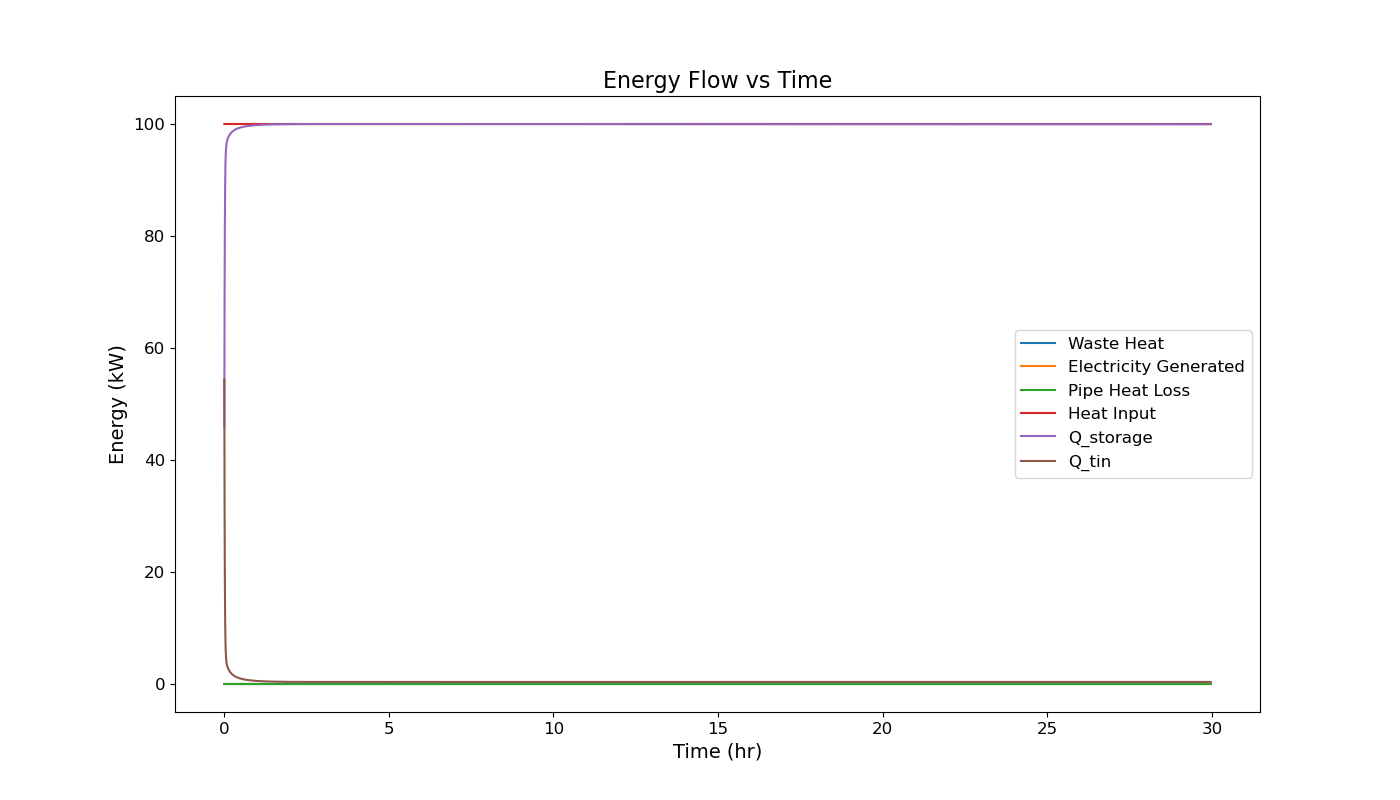 Energy Flow vs Time
Energy (kW)
100
80
60
40
20
0
Waste Heat
Electricity Generated
Pipe Heat Loss
Heat Input
Q_storage
Q_tin
0 5 10 15 20 25 30
Time (hr)